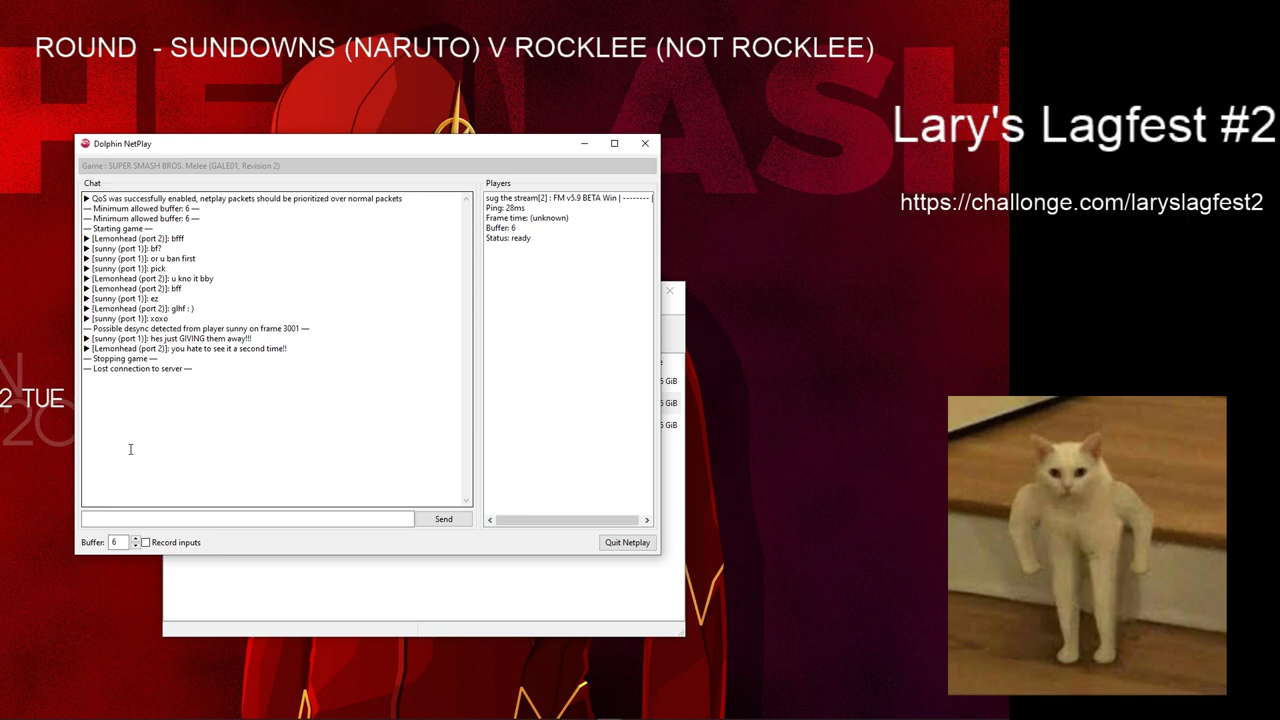 ROUND - SUNDOWNS (NARUTO) V ROCKLEE (NOT ROCKLEE)
Lary's Lagfest #2
https://challonge.com/laryslagfest2
Dolphin NetPlay
Game : SUPER SMASH BROS. Melee (GALE01, Revision 2)
Chat
▶ QoS was successfully enabled, netplay packets should be prioritized over normal packets
— Minimum allowed buffer: 6 —
— Minimum allowed buffer: 6 —
— Starting game —
▶ [Lemonhead (port 2)]: bfff
▶ [sunny (port 1)]: bf?
▶ [sunny (port 1)]: or u ban first
▶ [sunny (port 1)]: pick
▶ [Lemonhead (port 2)]: u kno it bby
▶ [Lemonhead (port 2)]: bff
▶ [sunny (port 1)]: ez
▶ [Lemonhead (port 2)]: glhf : )
▶ [sunny (port 1)]: xoxo
— Possible desync detected from player sunny on frame 3001 —
▶ [sunny (port 1)]: hes just GIVING them away!!!
▶ [Lemonhead (port 2)]: you hate to see it a second time!!
— Stopping game —
— Lost connection to server —
Send
Buffer: 6
Record inputs
Players
sug the stream[2] : FM v5.9 BETA Win | -------- |
Ping: 28ms
Frame time: (unknown)
Buffer: 6
Status: ready
Quit Netplay
GiB
GiB
GiB
2 TUE